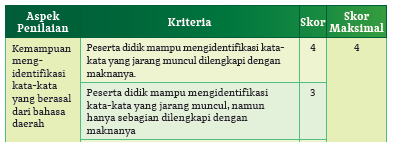 Aspek Penilaian Kriteria Skor Skor Maksimal
Kemampuan meng-
identifikasi
kata-kata
yang berasal
dari bahasa
daerah
Peserta didik mampu mengidentifikasi kata-
kata yang jarang muncul dilengkapi dengan
maknanya.
4
4
Peserta didik mampu mengidentifikasi
kata-kata yang jarang muncul, namun
hanya sebagian dilengkapi dengan
maknanya
3